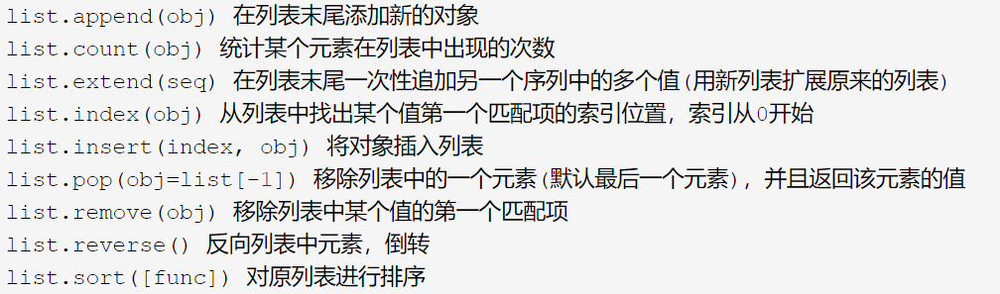 list.append(obj) 在列表末尾添加新的对象
list.count(obj) 统计某个元素在列表中出现的次数
list.extend(seq) 在列表末尾一次性追加另一个序列中的多个值(用新列表扩展原来的列表)
list.index(obj) 从列表中找出某个值第一个匹配项的索引位置，索引从0开始
list.insert(index, obj) 将对象插入列表
list.pop(obj=list[-1]) 移除列表中的一个元素(默认最后一个元素)，并且返回该元素的值
list.remove(obj) 移除列表中某个值的第一个匹配项
list.reverse() 反向列表中元素，倒转
list.sort([func]) 对原列表进行排序